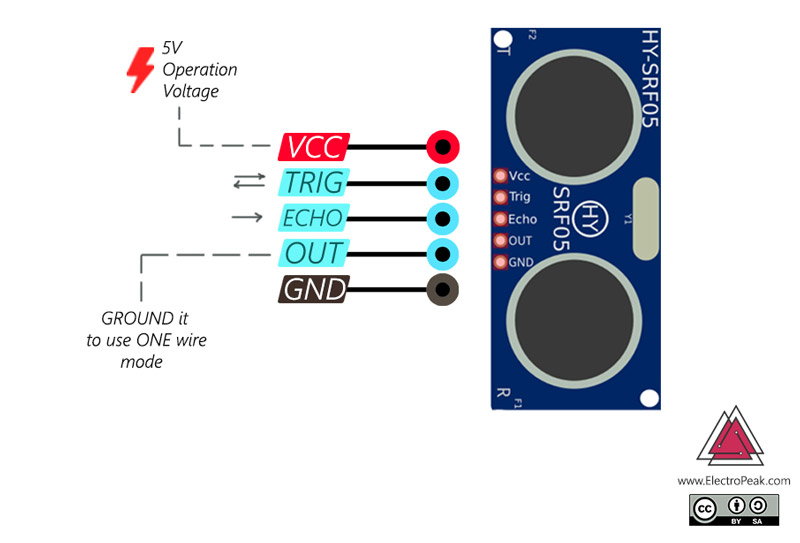 5V
Operation
Voltage
VCC
TRIG
ECHO
OUT
GND
GROUND it
to use ONE wire
mode
T
F2
HY-SRF05
Vcc
Trig
Echo
OUT
GND
SRF05
HY
Y1
R
F1
www.ElectroPeak.com
cc
BY SA